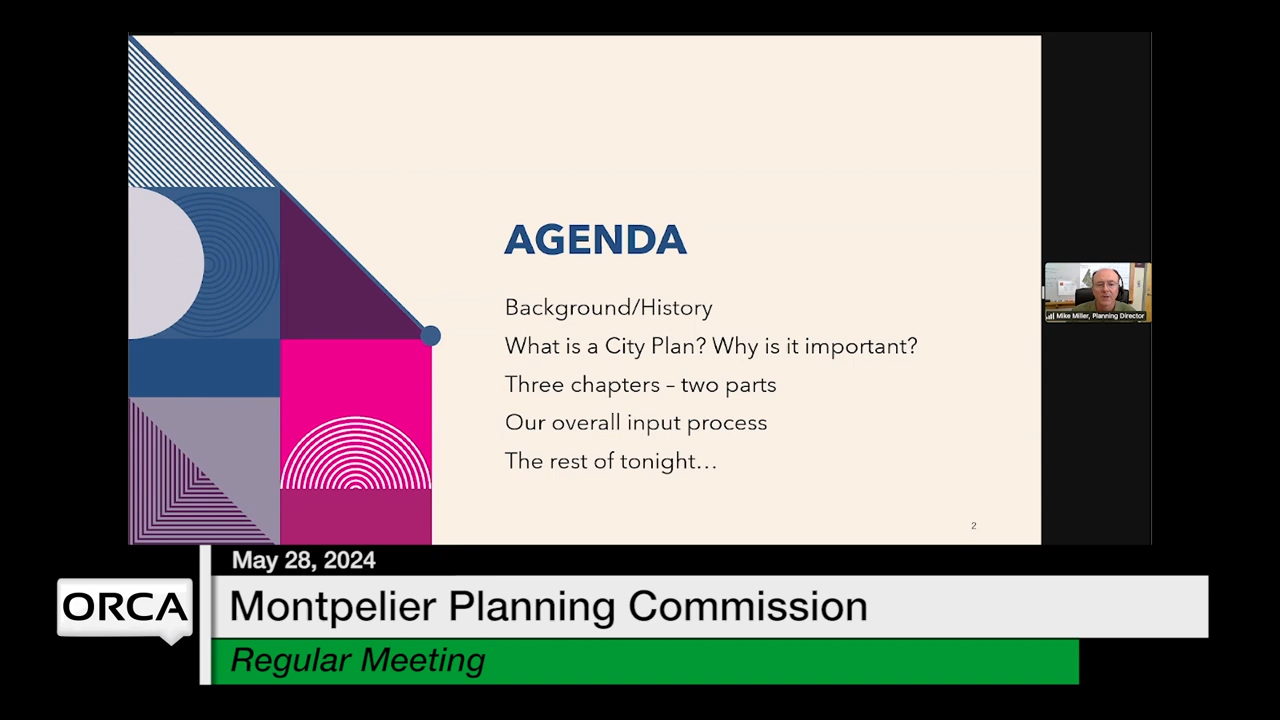 AGENDA
Background/History
What is a City Plan? Why is it important?
Three chapters – two parts
Our overall input process
The rest of tonight…
2
Mike Miller, Planning Director
May 28, 2024
ORCA
Montpelier Planning Commission
Regular Meeting